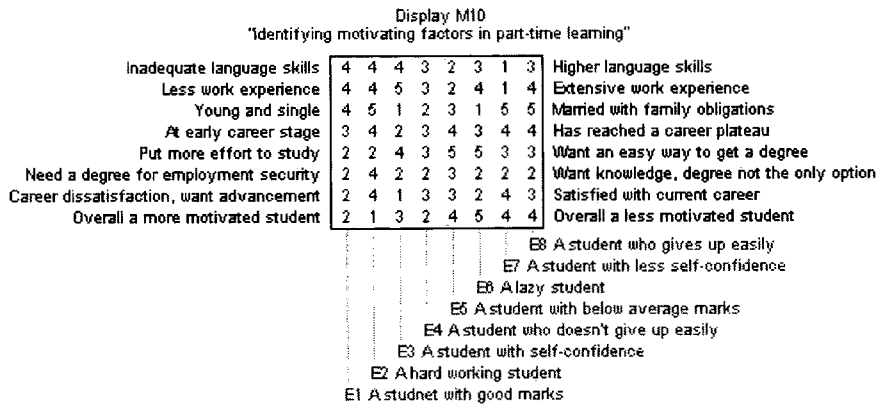 Display M10
"Identifying motivating factors in part-time learning"
Inadequate language skills 4 4 4 3 2 3 1 3 Higher language skills
Less work experience 4 4 5 3 2 4 1 4 Extensive work experience
Young and single 4 5 1 2 3 1 5 5 Married with family obligations
At early career stage 3 4 2 3 4 3 4 4 Has reached a career plateau
Put more effort to study 2 2 4 3 5 5 3 3 Want an easy way to get a degree
Need a degree for employment security 2 4 2 2 3 2 2 2 Want knowledge, degree not the only option
Career dissatisfaction, want advancement 2 4 1 3 3 2 4 3 Satisfied with current career
Overall a more motivated student 2 1 3 2 4 5 4 4 Overall a less motivated student
E8 A student who gives up easily
E7 A student with less self-confidence
E6 A lazy student
E5 A student with below average marks
E4 A student who doesn't give up easily
E3 A student with self-confidence
E2 A hard working student
E1 A studnet with good marks